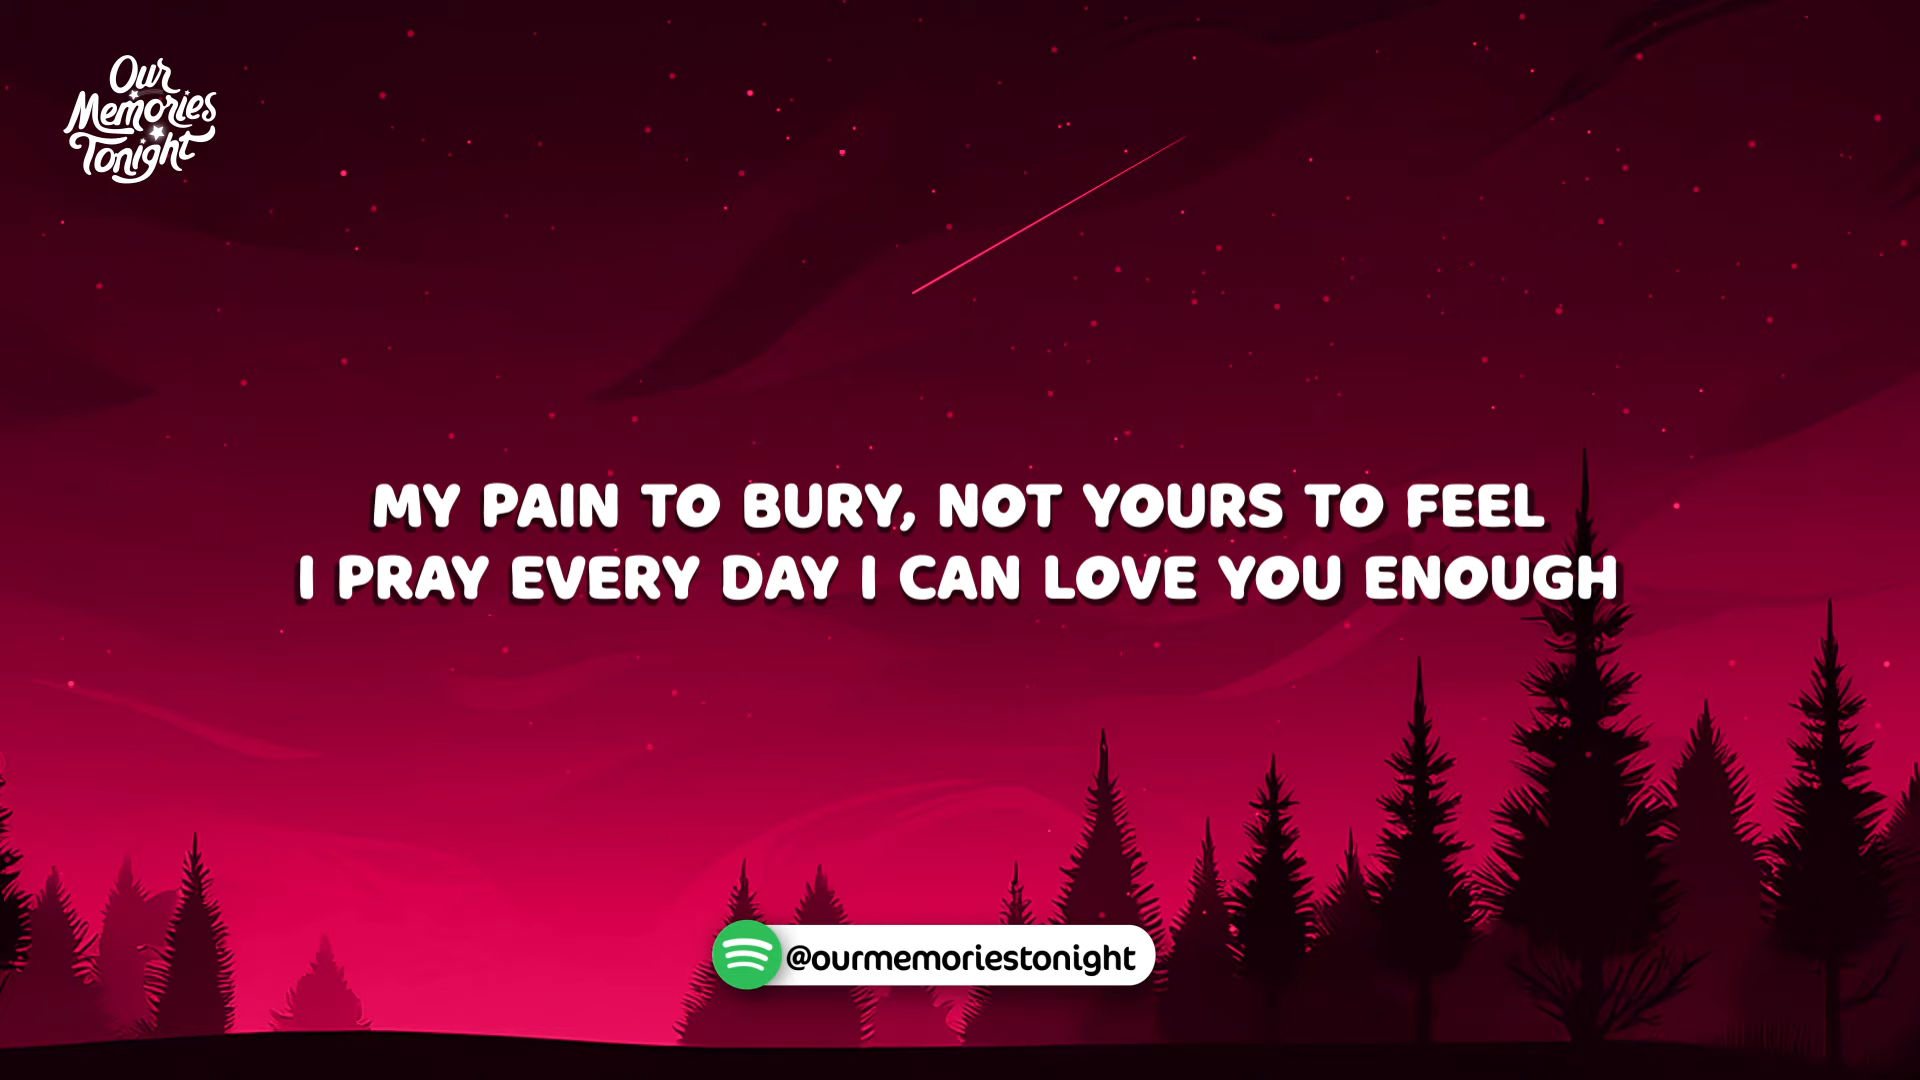 Our
Memories
Tonight
MY PAIN TO BURY, NOT YOURS TO FEEL
I PRAY EVERY DAY I CAN LOVE YOU ENOUGH
@ourmemoriestonight